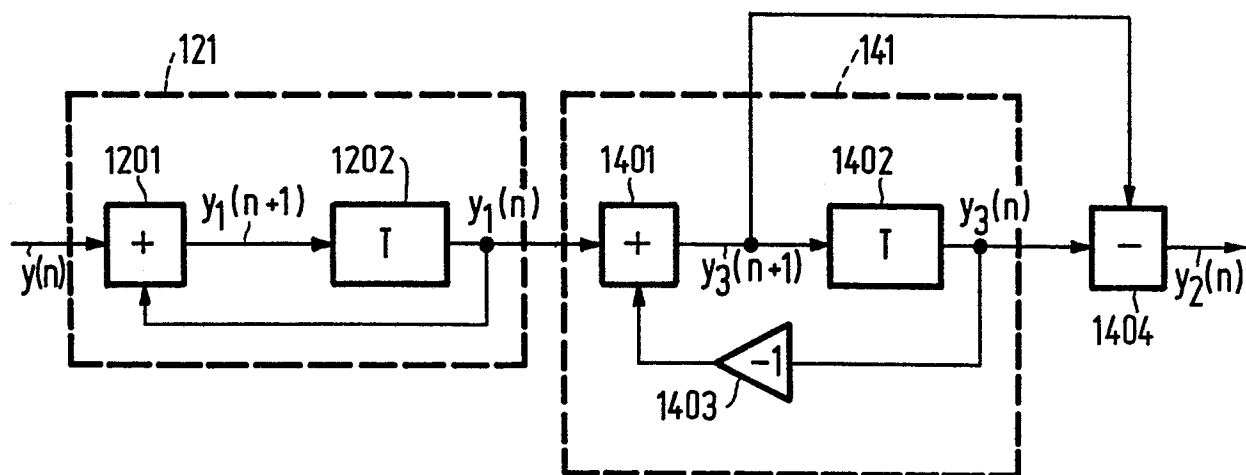 121
141
1201
1202
1401
1402
y(n)
+
y₁(n+1)
T
y₁(n)
+
y₃(n+1)
T
y₃(n)
−
y₂(n)
1404
−1
1403